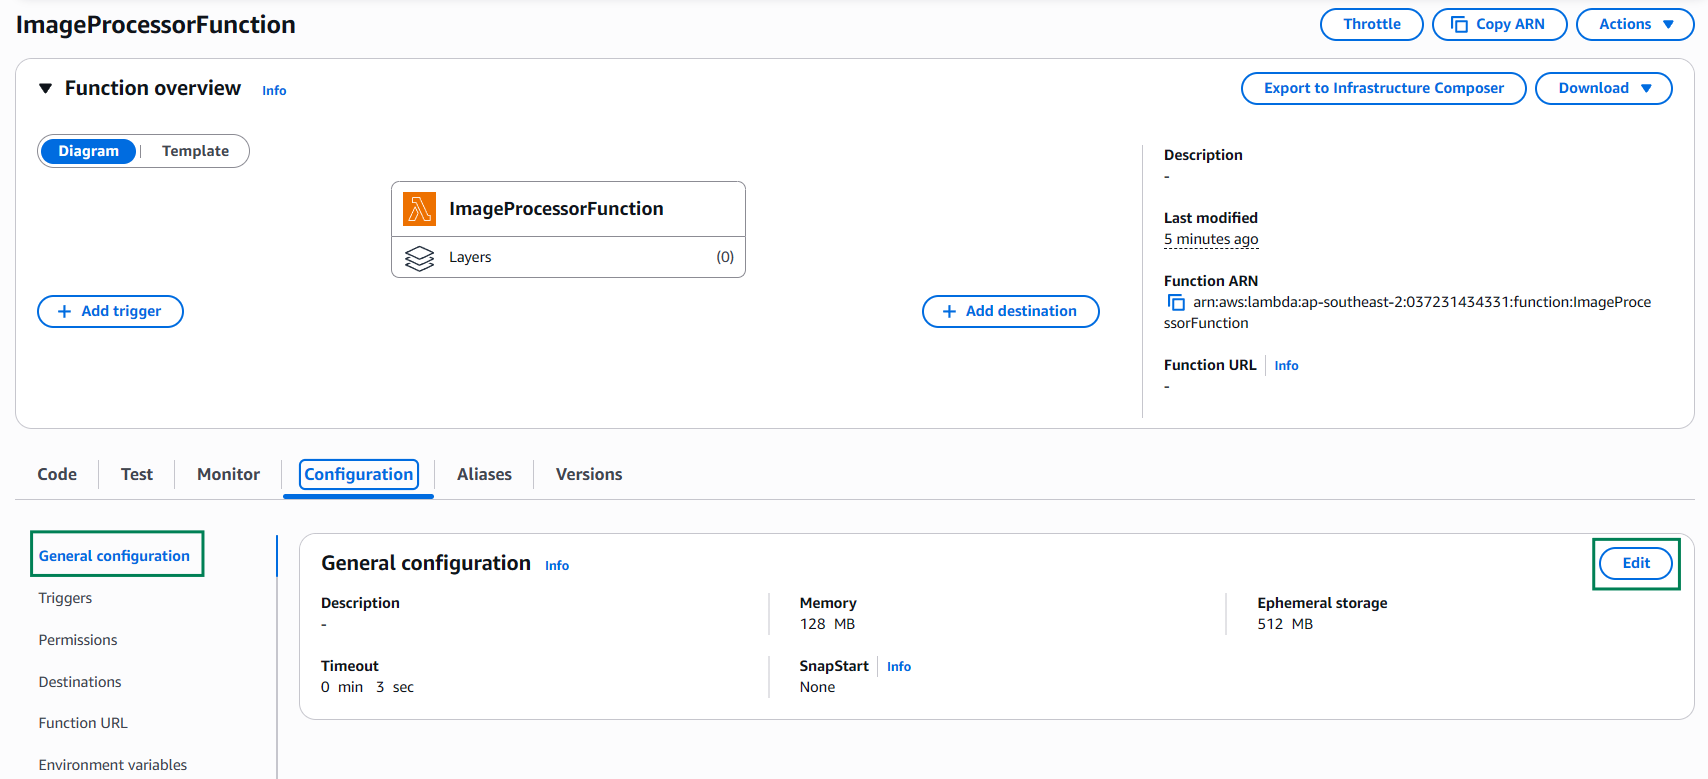 ImageProcessorFunction
Throttle
Copy ARN
Actions
Function overview
Info
Export to Infrastructure Composer
Download
Diagram
Template
ImageProcessorFunction
Layers
(0)
Add trigger
Add destination
Description
-
Last modified
5 minutes ago
Function ARN
arn:aws:lambda:ap-southeast-2:037231434331:function:ImageProce
ssorFunction
Function URL
Info
-
Code
Test
Monitor
Configuration
Aliases
Versions
General configuration
Triggers
Permissions
Destinations
Function URL
Environment variables
General configuration
Info
Edit
Description
-
Memory
128 MB
Ephemeral storage
512 MB
Timeout
0 min 3 sec
SnapStart
Info
None